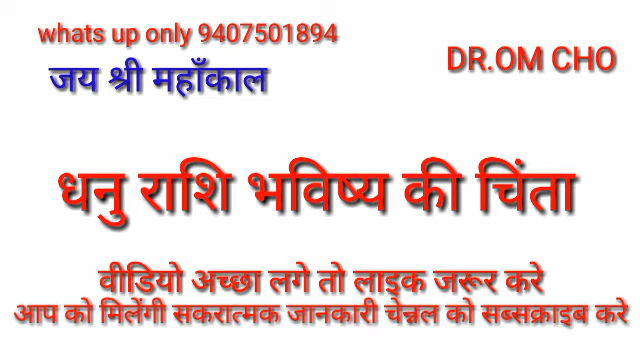 whats up only 9407501894
DR.OM CHO
जय श्री महाँकाल
धनु राशि भविष्य की चिंता
वीडियो अच्छा लगे तो लाइक जरूर करे
आप को मिलेंगी सकरात्मक जानकारी चेन्नल को सब्सक्राइब करे